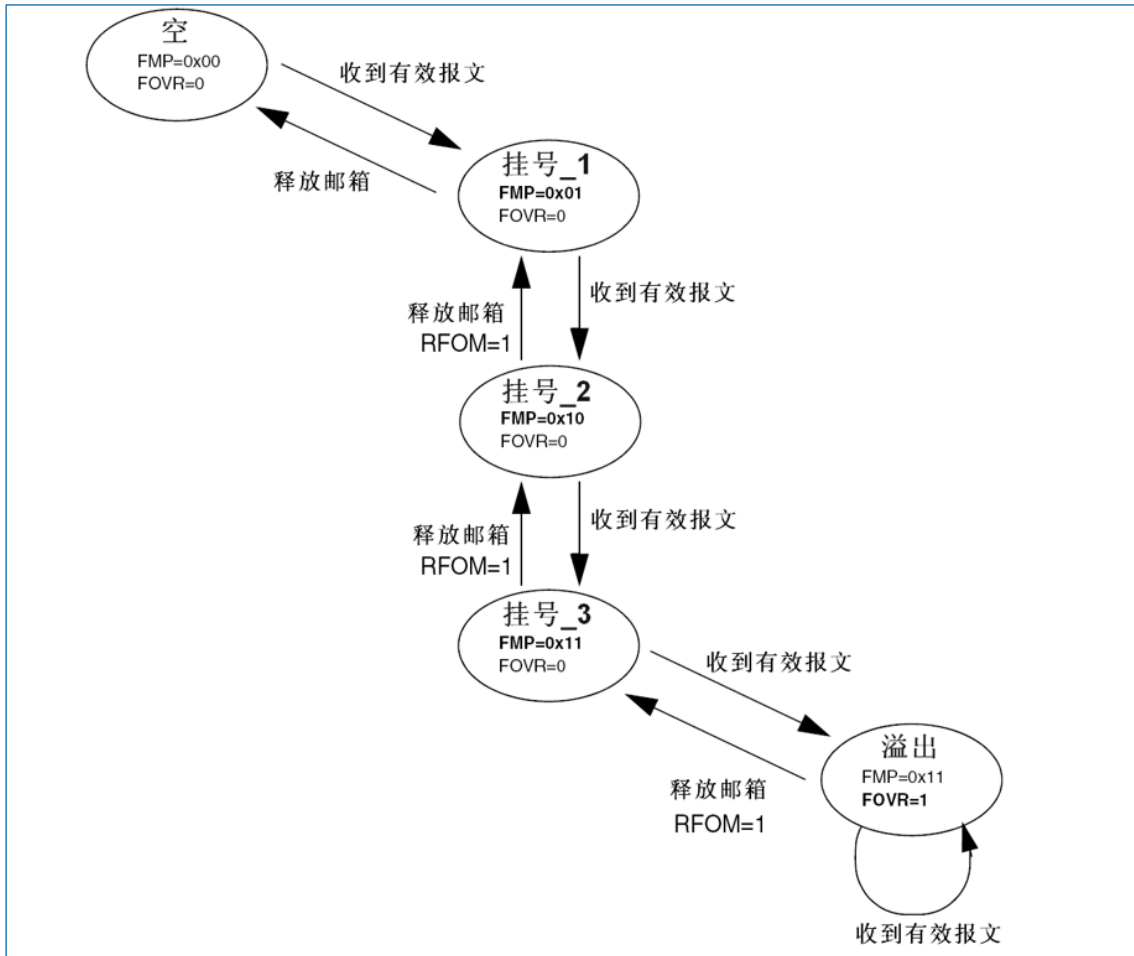 空
FMP=0x00
FOVR=0
收到有效报文
释放邮箱
挂号_1
FMP=0x01
FOVR=0
收到有效报文
释放邮箱
RFOM=1
挂号_2
FMP=0x10
FOVR=0
收到有效报文
释放邮箱
RFOM=1
挂号_3
FMP=0x11
FOVR=0
收到有效报文
释放邮箱
RFOM=1
溢出
FMP=0x11
FOVR=1
收到有效报文